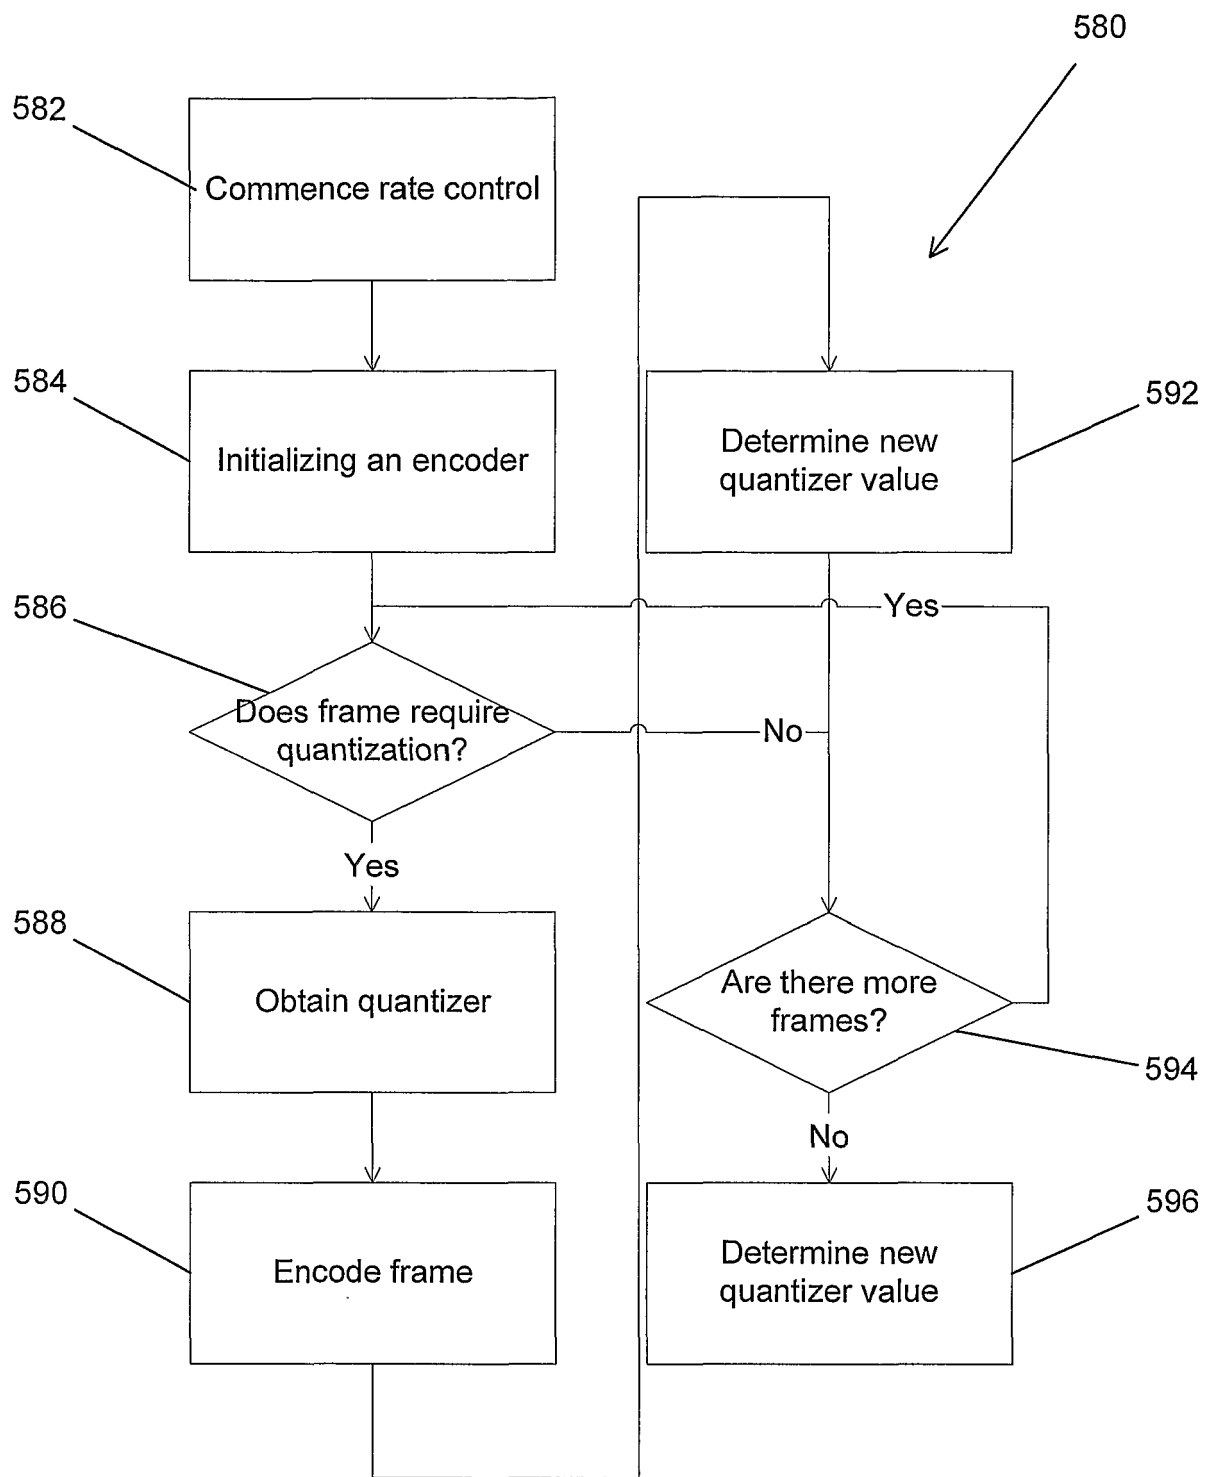 580
582
Commence rate control
584
Initializing an encoder
592
Determine new
quantizer value
586
Yes
Does frame require
quantization?
No
Yes
588
Obtain quantizer
Are there more
frames?
594
No
590
Encode frame
596
Determine new
quantizer value